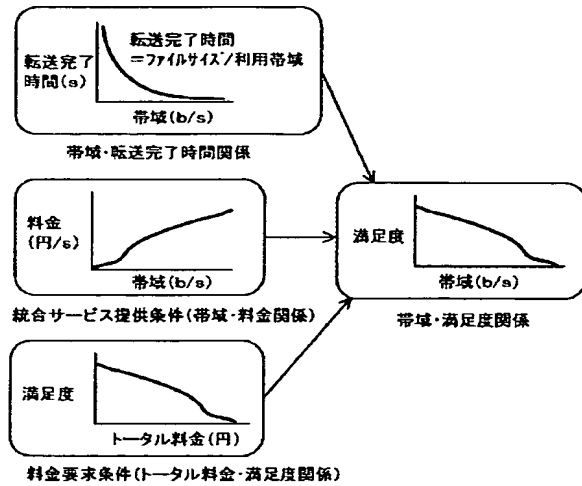 転送完了
時間(s)
転送完了時間
=ファイルサイズ/利用帯域
帯域(b/s)
帯域・転送完了時間関係
料金
(円/s)
帯域(b/s)
統合サービス提供条件(帯域・料金関係)
満足度
トータル料金(円)
料金要求条件(トータル料金・満足度関係)
満足度
帯域(b/s)
帯域・満足度関係